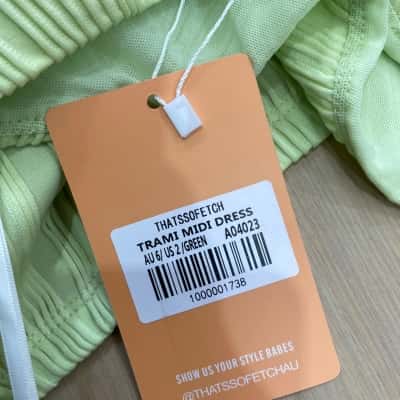 THATSSOFETCH
TRAMI MIDI DRESS
AU 6/ US 2 /GREEN A04023
1000001738
SHOW US YOUR STYLE BABES
@THATSSOFETCHAU